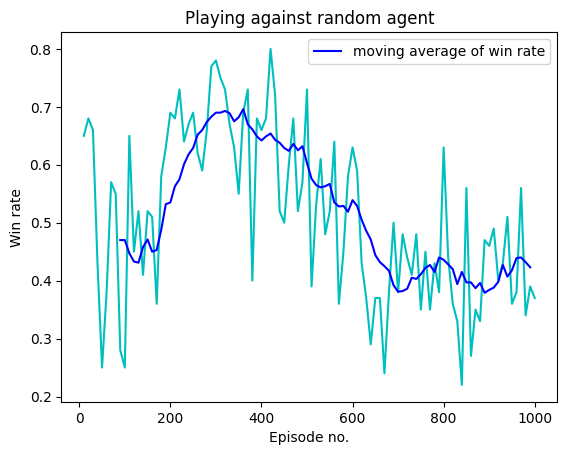 Playing against random agent
moving average of win rate
Win rate
0.8
0.7
0.6
0.5
0.4
0.3
0.2
0 200 400 600 800 1000
Episode no.